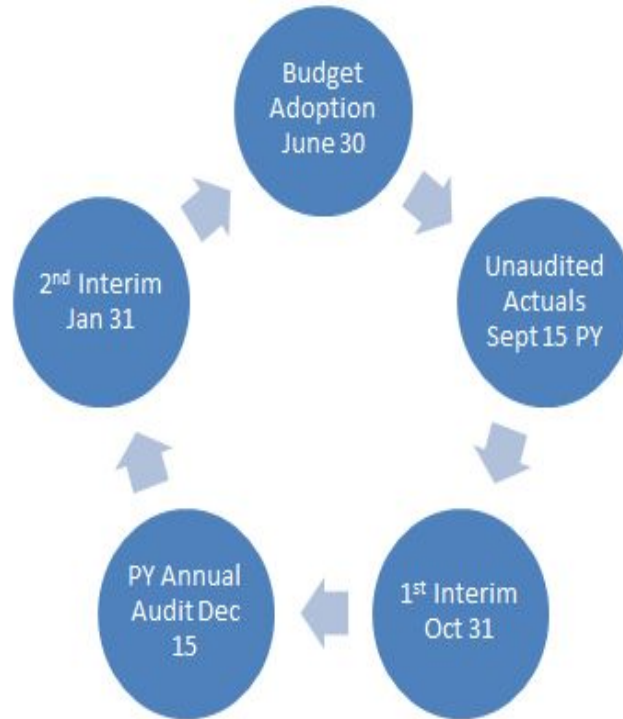 Budget
Adoption
June 30
Unaudited
Actuals
Sept 15 PY
1st Interim
Oct 31
PY Annual
Audit Dec
15
2nd Interim
Jan 31